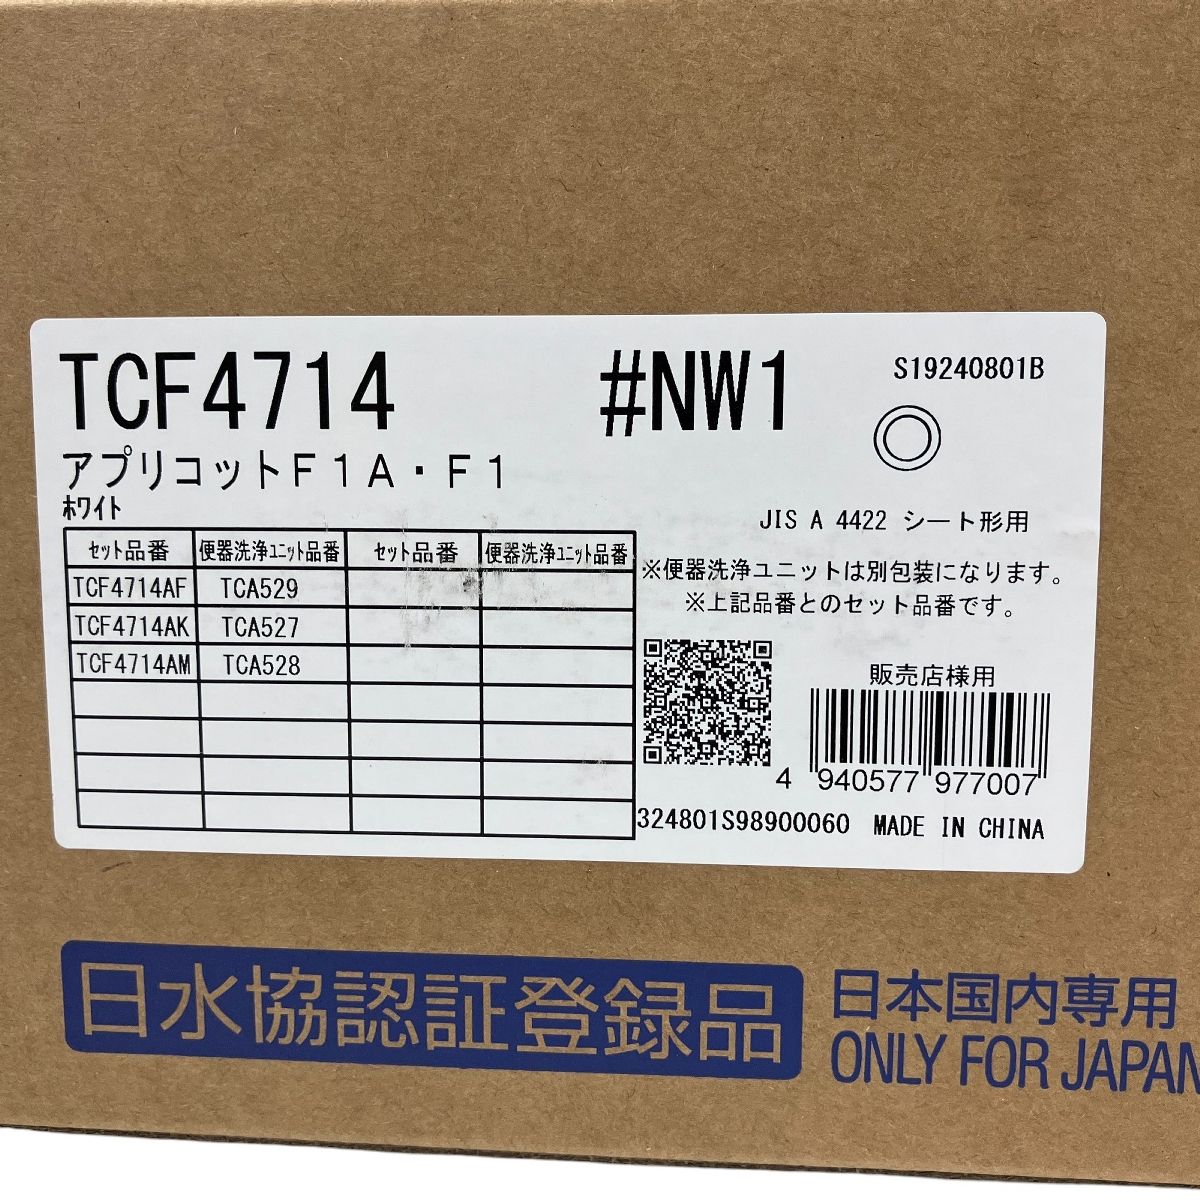 TCF4714 #NW1 S19240801B
アプリコットF1A・F1
ホワイト
JIS A 4422 シート形用
セット品番 便器洗浄ユニット品番 セット品番 便器洗浄ユニット品番
TCF4714AF TCA529
TCF4714AK TCA527
TCF4714AM TCA528
※便器洗浄ユニットは別包装になります。
※上記品番とのセット品番です。
販売店様用
4 940577 977007
324801S98900060 MADE IN CHINA
日水協認証登録品
日本国内専用
ONLY FOR JAPAN